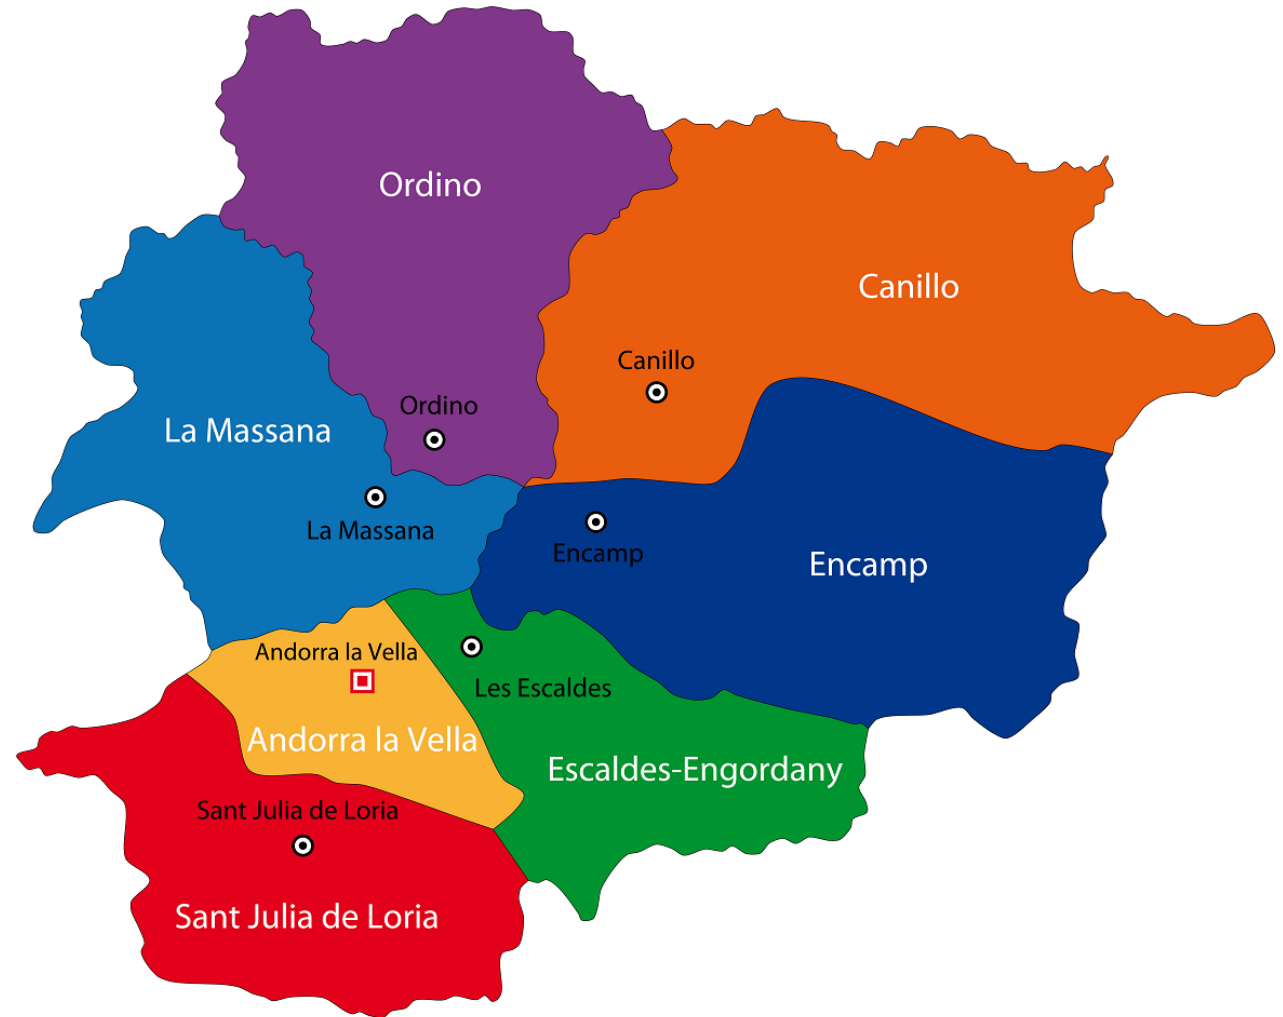 Ordino
Canillo
Canillo
Ordino
La Massana
La Massana
Encamp
Encamp
Andorra la Vella
Les Escaldes
Andorra la Vella
Escaldes-Engordany
Sant Julia de Loria
Sant Julia de Loria